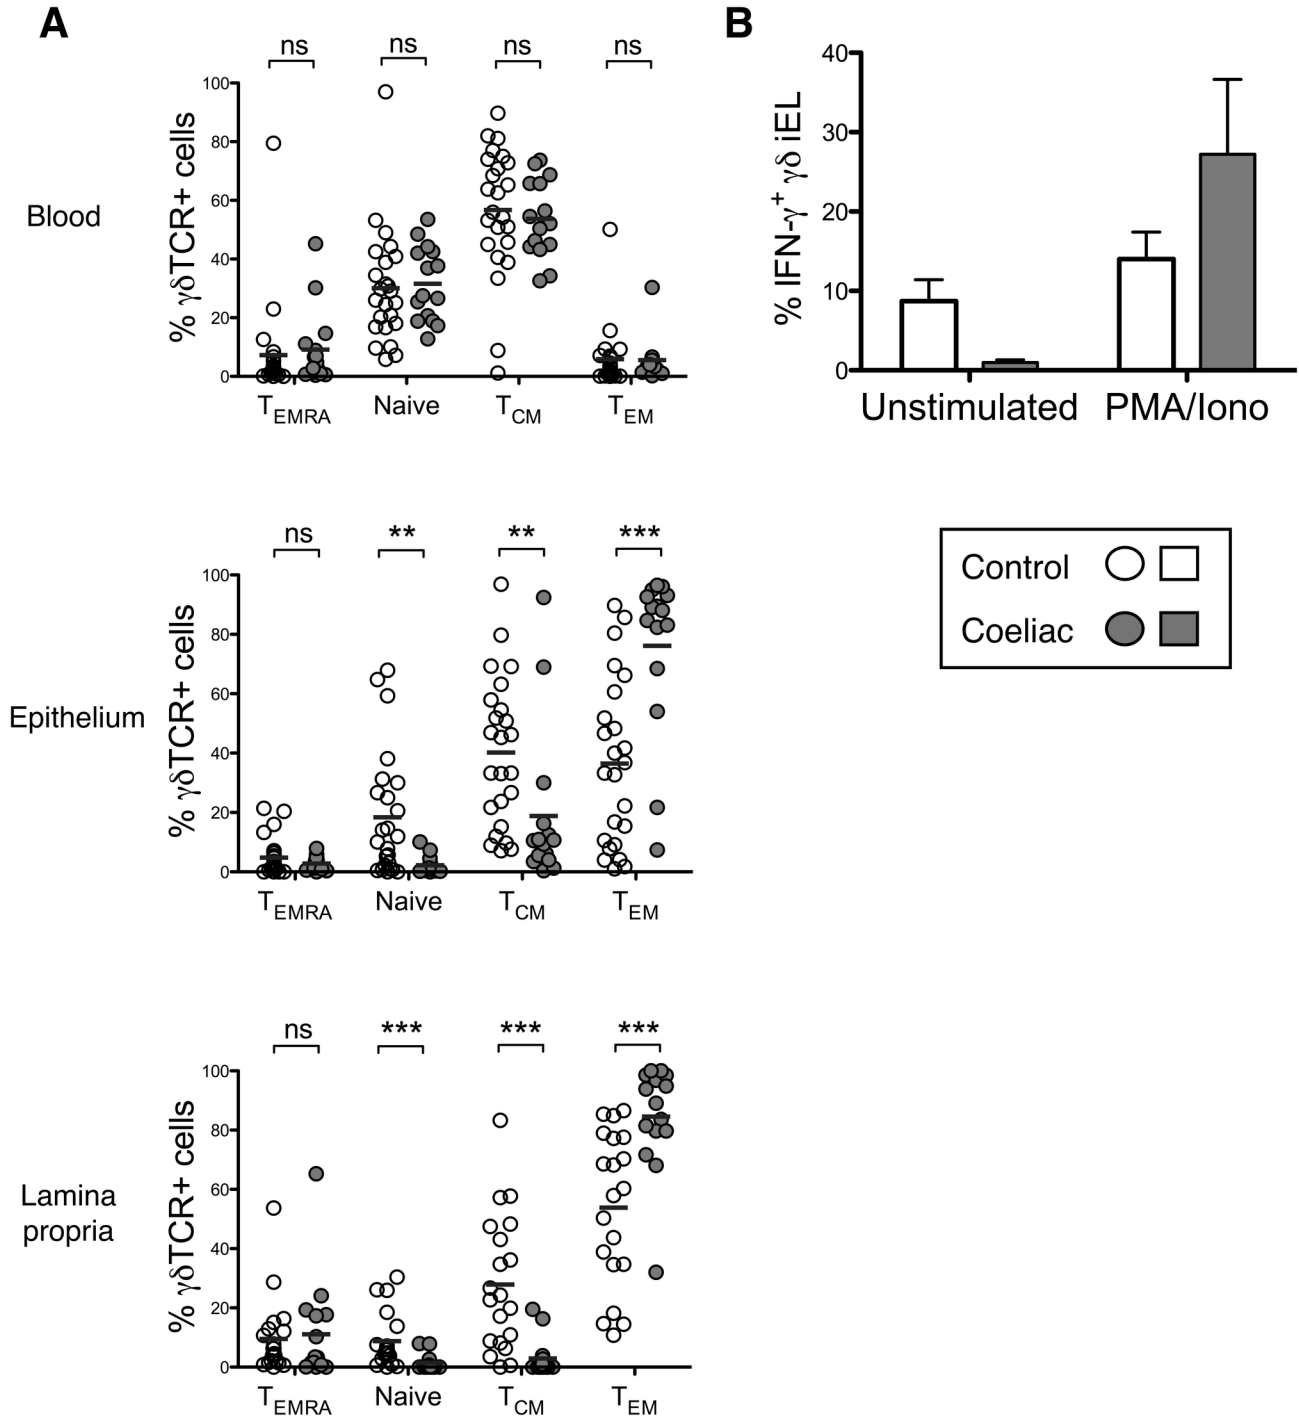 A
Blood
% γδTCR+ cells
ns ns ns ns
100
80
60
40
20
0
TEMRA Naive TCM TEM
B
% IFN-γ+ γδ iEL
40
30
20
10
0
Unstimulated PMA/Iono
Control
Coeliac
Epithelium
% γδTCR+ cells
ns ** ** ***
100
80
60
40
20
0
TEMRA Naive TCM TEM
Lamina
propria
% γδTCR+ cells
ns *** *** ***
100
80
60
40
20
0
TEMRA Naive TCM TEM